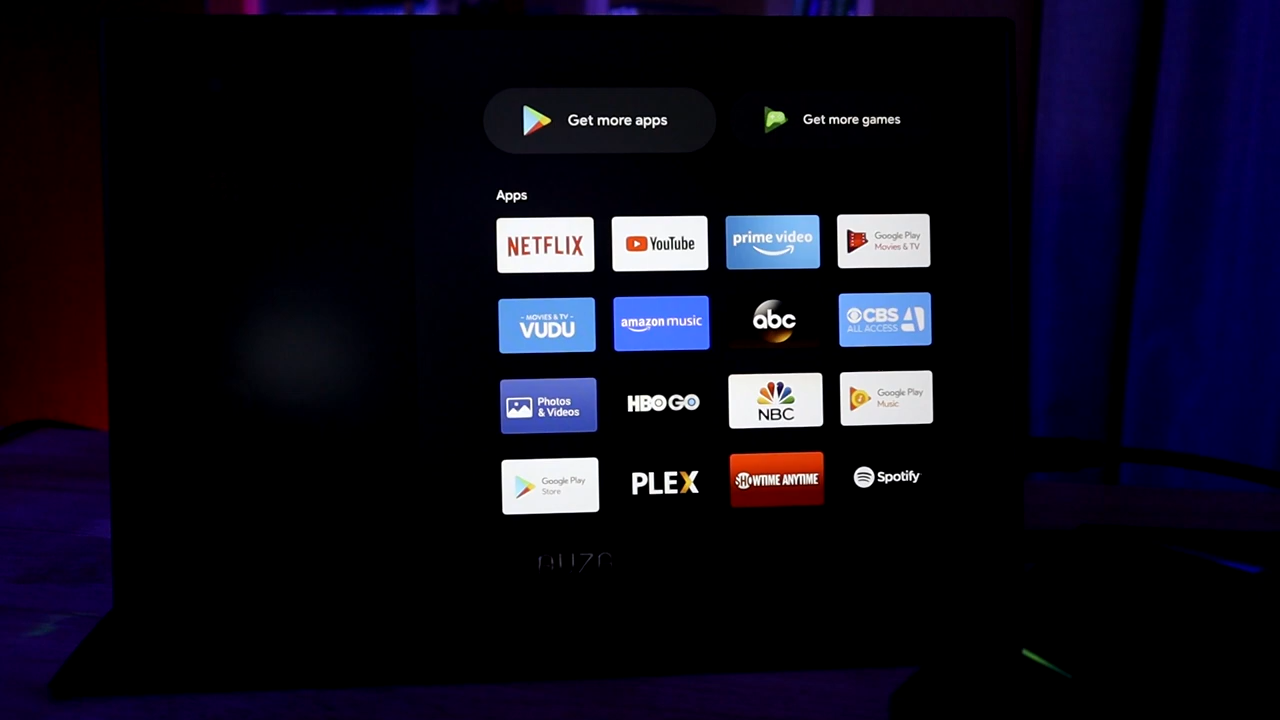 Get more apps
Get more games
Apps
NETFLIX
YouTube
prime video
Google Play
Movies & TV
- MOVIES & TV -
VUDU
amazon music
abc
CBS
ALL ACCESS
Photos
& Videos
HBO GO
NBC
Google Play
Music
Google Play
Store
PLEX
SHOWTIME ANYTIME
Spotify